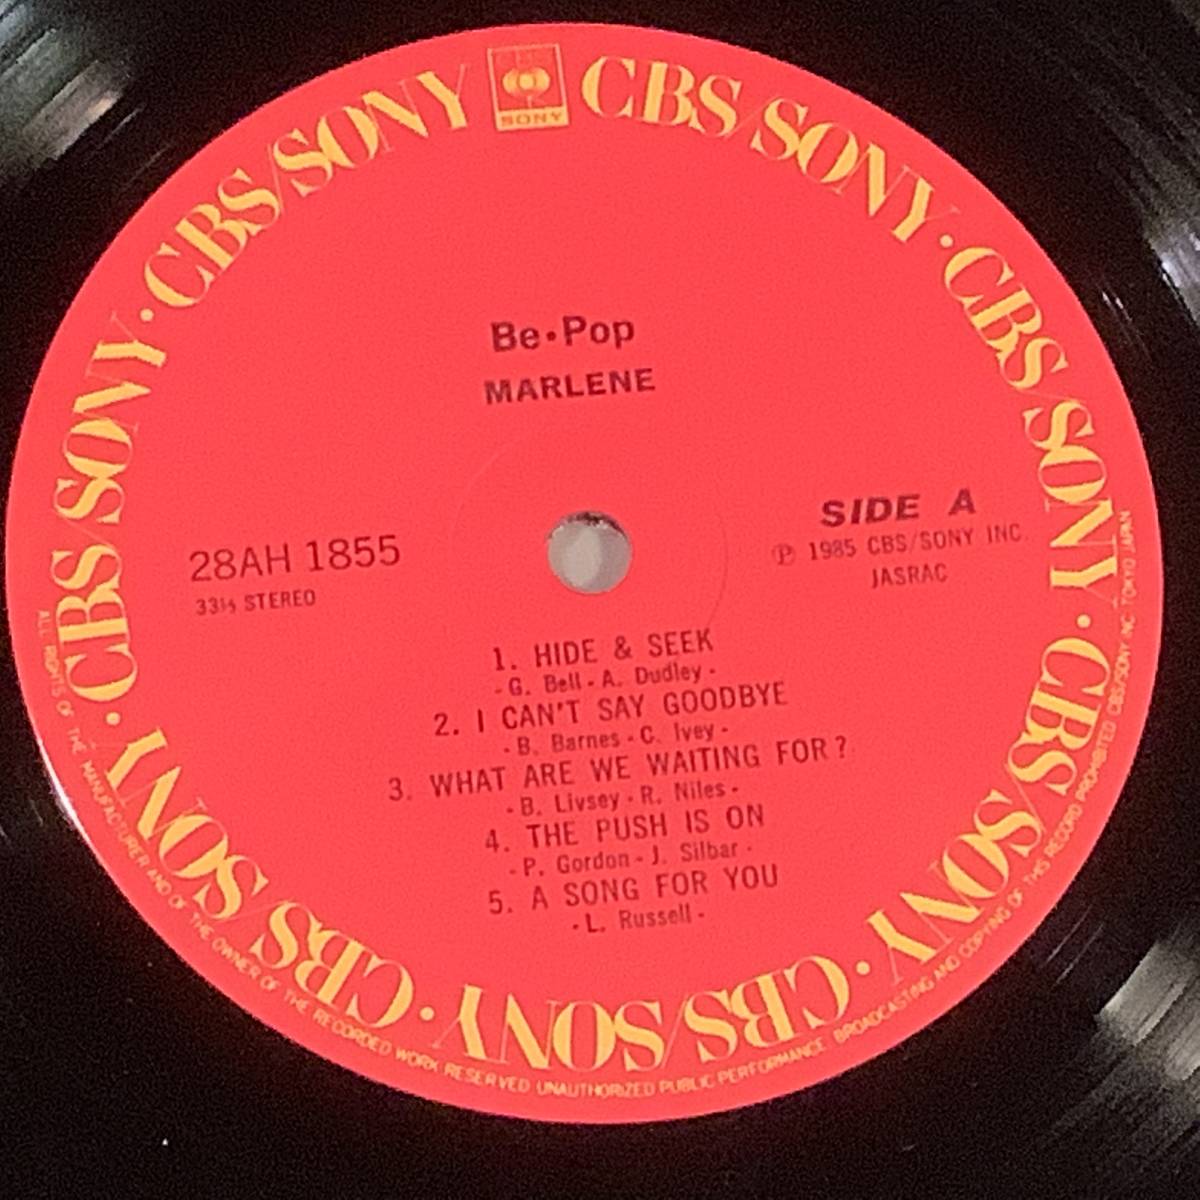 CBS/SONY · CBS/SONY · CBS/SONY · CBS/SONY · CBS/SONY · CBS/SONY · CBS/SONY
CBS
SONY
Be·Pop
MARLENE
SIDE A
28AH 1855
℗ 1985 CBS/SONY INC.
33⅓ STEREO
JASRAC
1. HIDE & SEEK
- G. Bell - A. Dudley -
2. I CAN'T SAY GOODBYE
- B. Barnes - C. Ivey -
3. WHAT ARE WE WAITING FOR?
- B. Livsey - R. Niles -
4. THE PUSH IS ON
- P. Gordon - J. Silbar -
5. A SONG FOR YOU
- L. Russell -
ALL RIGHTS OF THE MANUFACTURER AND OF THE OWNER OF THE RECORDED WORK RESERVED UNAUTHORIZED PUBLIC PERFORMANCE BROADCASTING AND COPYING OF THIS RECORD PROHIBITED CBS/SONY INC. TOKYO JAPAN